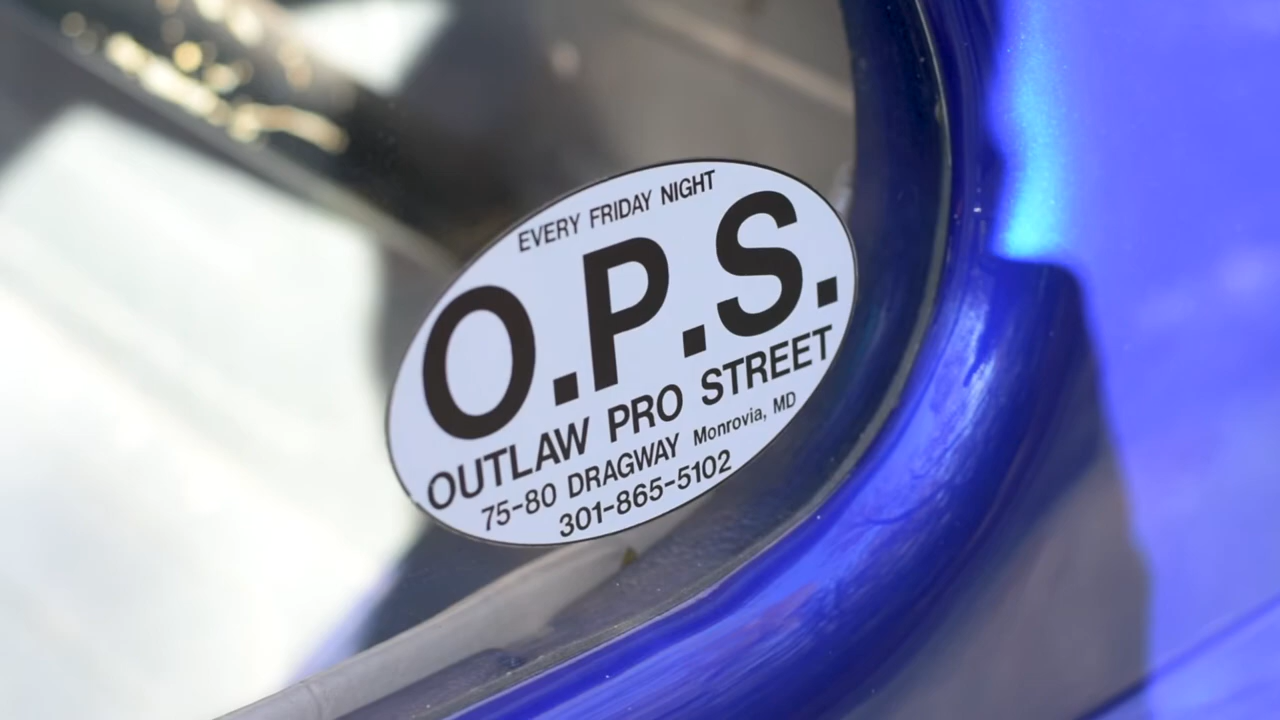 EVERY FRIDAY NIGHT
O.P.S.
OUTLAW PRO STREET
75-80 DRAGWAY Monrovia, MD
301-865-5102